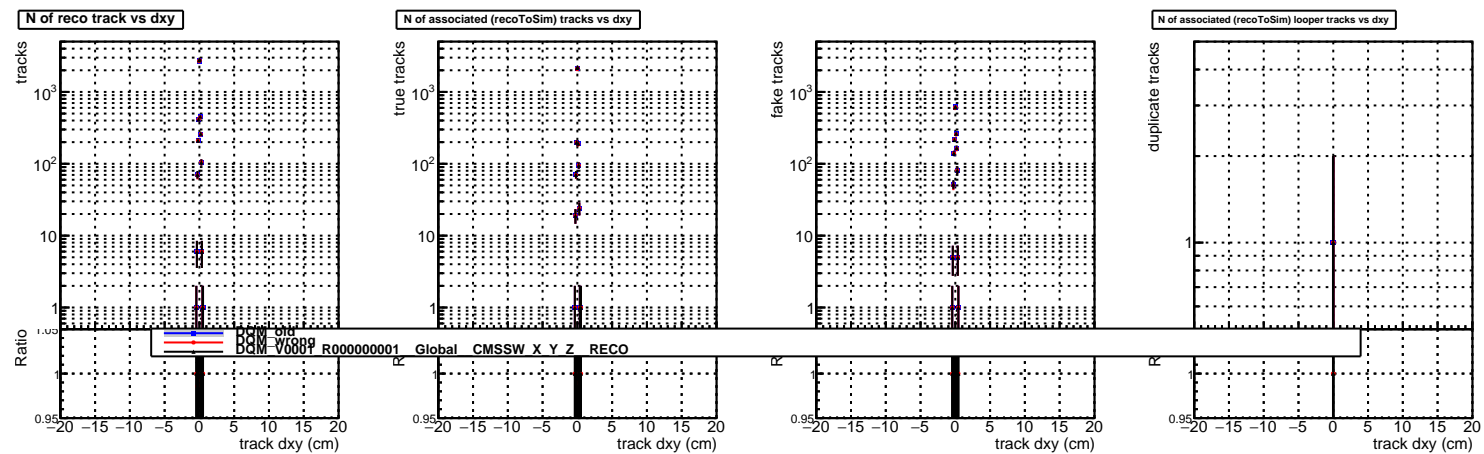 N of reco track vs dxy
tracks
10³
10²
10
1
Ratio
1.05
1
0.95
−20 −15 −10 −5 0 5 10 15 20
track dxy (cm)
N of associated (recoToSim) tracks vs dxy
true tracks
10³
10²
10
1
1
0.95
−20 −15 −10 −5 0 5 10 15 20
track dxy (cm)
fake tracks
10³
10²
10
1
1
0.95
−20 −15 −10 −5 0 5 10 15 20
track dxy (cm)
N of associated (recoToSim) looper tracks vs dxy
duplicate tracks
1
1
0.95
−20 −15 −10 −5 0 5 10 15 20
track dxy (cm)
DQM_old
DQM_wrong
DQM_V0001_R000000001__Global__CMSSW_X_Y_Z__RECO